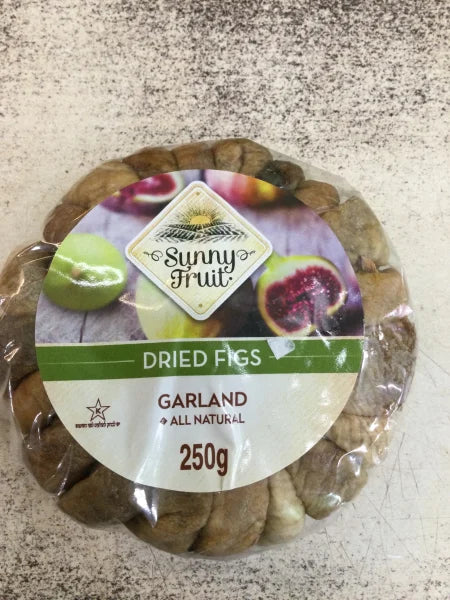 Sunny
Fruit
DRIED FIGS
GARLAND
ALL NATURAL
K
250g